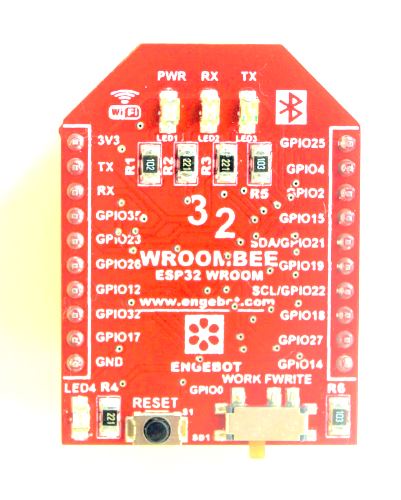 PWR RX TX
WiFi
LED1 LED2 LED3
R1 102 R2 221 R3 221 103
R5
3V3 GPIO25
TX GPIO4
RX GPIO2
GPIO35 GPIO15
GPIO23 SDA/GPIO21
GPIO26 GPIO19
GPIO12 SCL/GPIO22
GPIO32 GPIO18
GPIO17 GPIO27
GND GPIO14
32
WROOMBEE
ESP32 WROOM
www.engebot.com
ENGEBOT
WORK FWRITE
GPIO0
LED4 R4 R6
221 103
RESET
S1
SD1